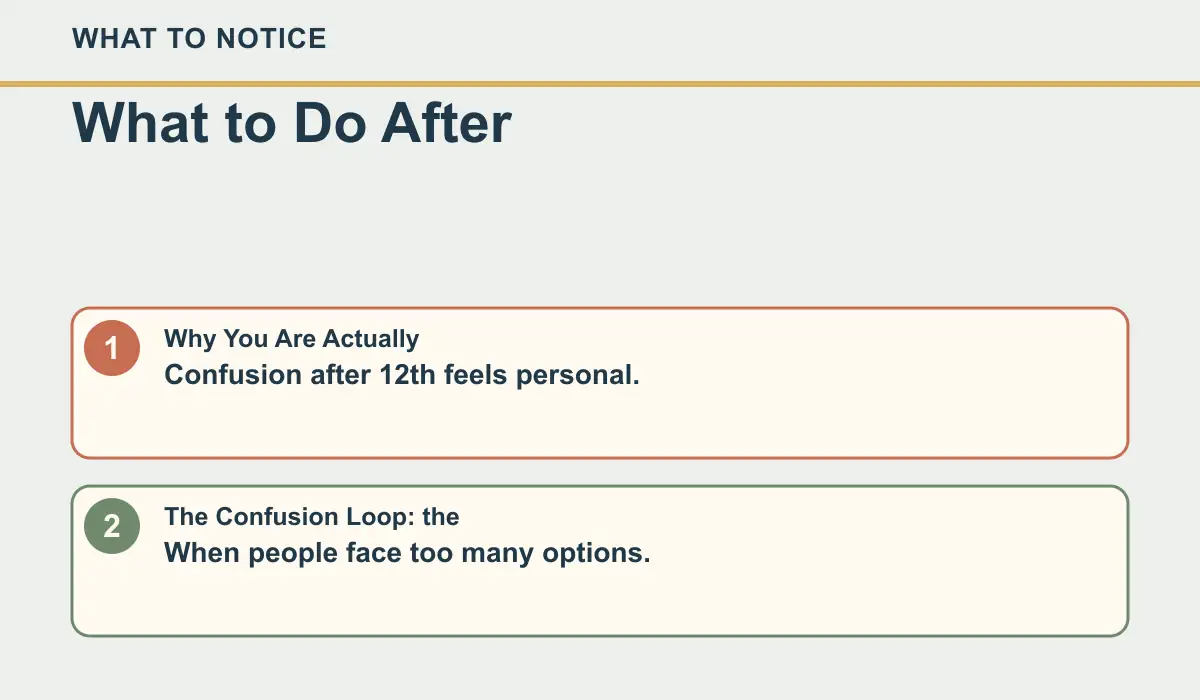 WHAT TO NOTICE
What to Do After
1
Why You Are Actually
Confusion after 12th feels personal.
2
The Confusion Loop: the
When people face too many options.